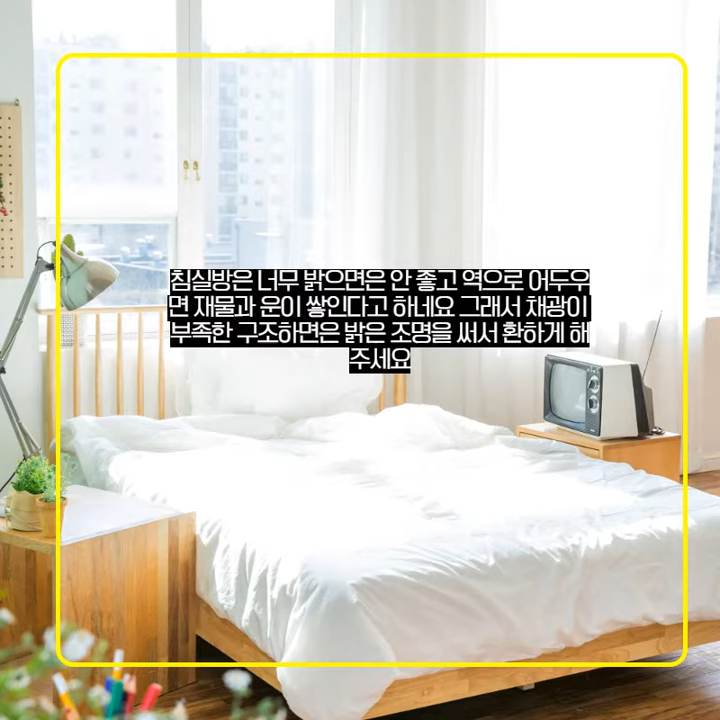 침실방은 너무 밝으면은 안 좋고 역으로 어두우
면 재물과 운이 쌓인다고 하네요 그래서 채광이
부족한 구조하면은 밝은 조명을 써서 환하게 해
주세요